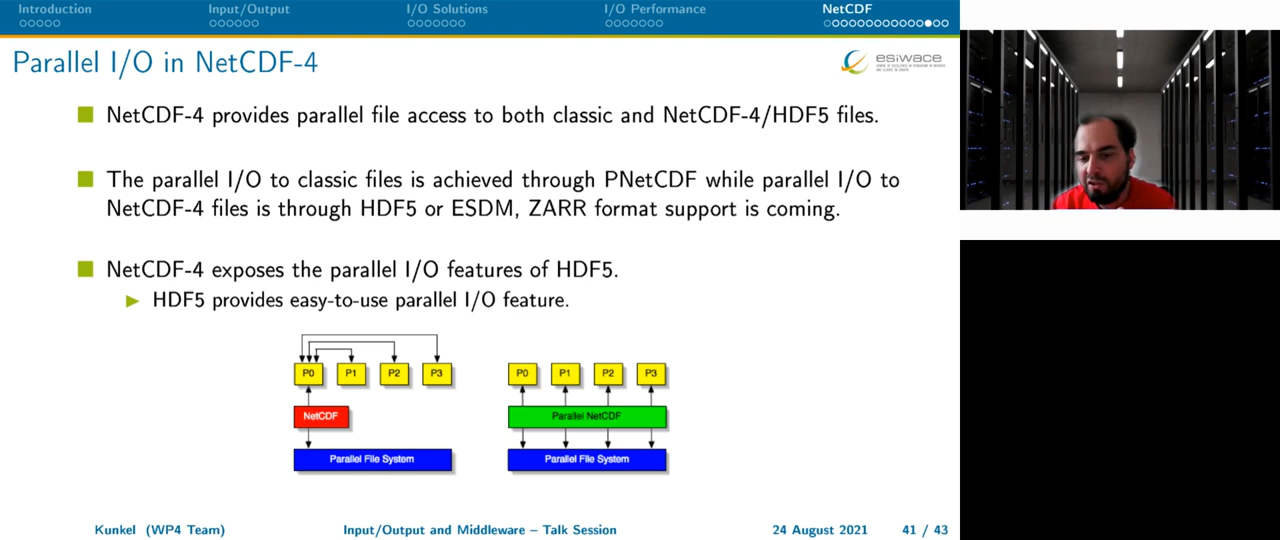 Introduction
Input/Output
I/O Solutions
I/O Performance
NetCDF
Parallel I/O in NetCDF-4
esiwace
NetCDF-4 provides parallel file access to both classic and NetCDF-4/HDF5 files.
The parallel I/O to classic files is achieved through PNetCDF while parallel I/O to
NetCDF-4 files is through HDF5 or ESDM, ZARR format support is coming.
NetCDF-4 exposes the parallel I/O features of HDF5.
HDF5 provides easy-to-use parallel I/O feature.
P0 P1 P2 P3
NetCDF
Parallel File System
P0 P1 P2 P3
Parallel NetCDF
Parallel File System
Kunkel (WP4 Team)
Input/Output and Middleware – Talk Session
24 August 2021
41 / 43